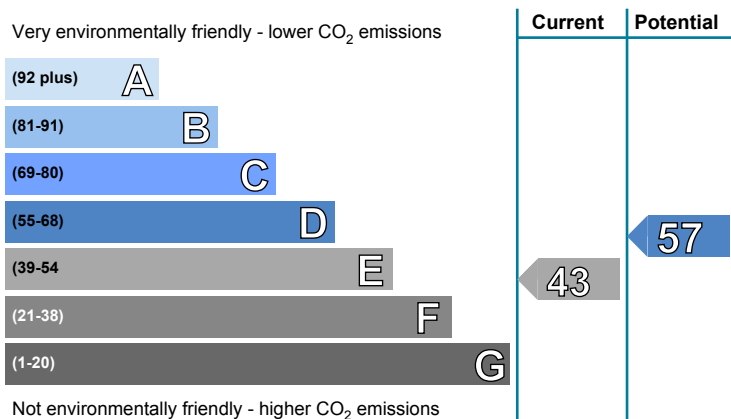 Very environmentally friendly - lower CO2 emissions
Current
Potential
(92 plus) A
(81-91) B
(69-80) C
(55-68) D
57
(39-54 E
43
(21-38) F
(1-20) G
Not environmentally friendly - higher CO2 emissions